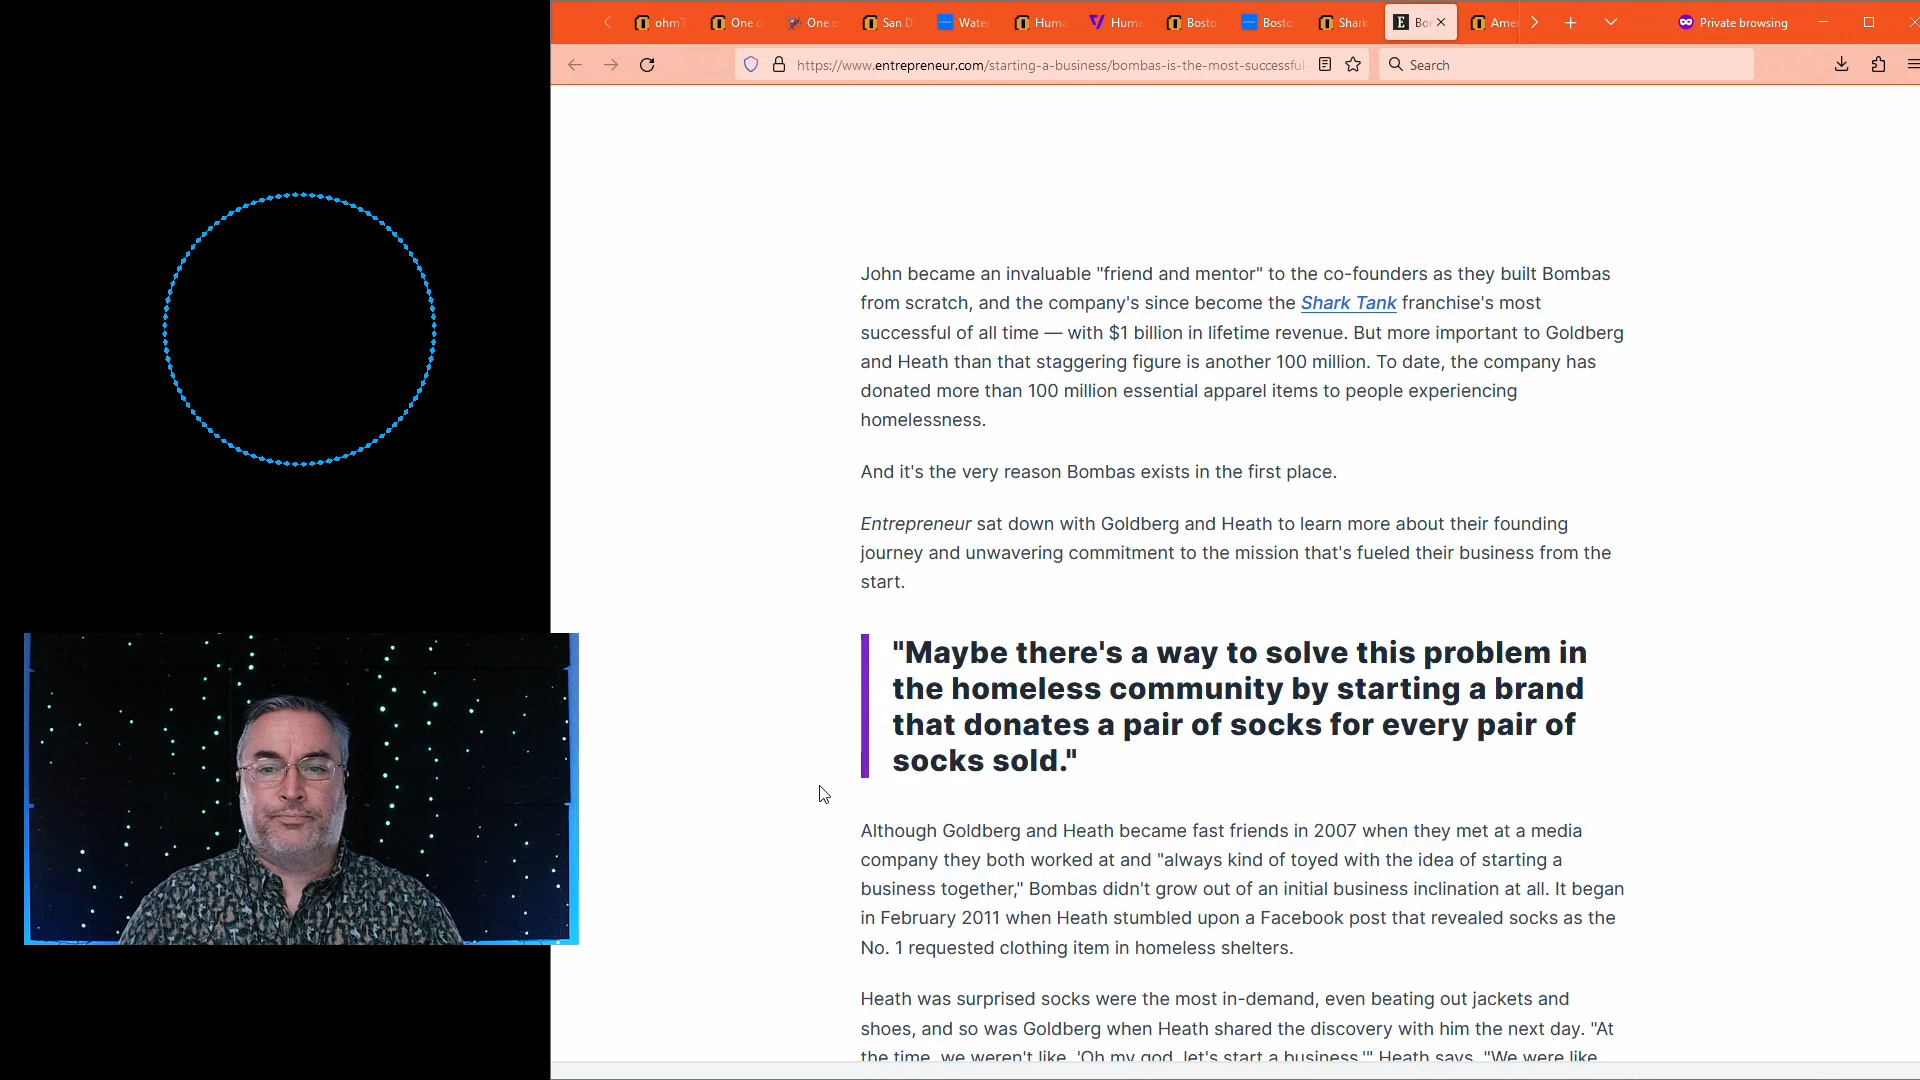 ohm
One o
One o
San D
Water
Huma
Huma
Bosto
Bosto
Shark
Bo
Ame
Private browsing
https://www.entrepreneur.com/starting-a-business/bombas-is-the-most-successful-
Search
John became an invaluable "friend and mentor" to the co-founders as they built Bombas
from scratch, and the company's since become the Shark Tank franchise's most
successful of all time — with $1 billion in lifetime revenue. But more important to Goldberg
and Heath than that staggering figure is another 100 million. To date, the company has
donated more than 100 million essential apparel items to people experiencing
homelessness.
And it's the very reason Bombas exists in the first place.
Entrepreneur sat down with Goldberg and Heath to learn more about their founding
journey and unwavering commitment to the mission that's fueled their business from the
start.
"Maybe there's a way to solve this problem in
the homeless community by starting a brand
that donates a pair of socks for every pair of
socks sold."
Although Goldberg and Heath became fast friends in 2007 when they met at a media
company they both worked at and "always kind of toyed with the idea of starting a
business together," Bombas didn't grow out of an initial business inclination at all. It began
in February 2011 when Heath stumbled upon a Facebook post that revealed socks as the
No. 1 requested clothing item in homeless shelters.
Heath was surprised socks were the most in-demand, even beating out jackets and
shoes, and so was Goldberg when Heath shared the discovery with him the next day. "At
the time, we weren't like, 'Oh my god, let's start a business,'" Heath says. "We were like,